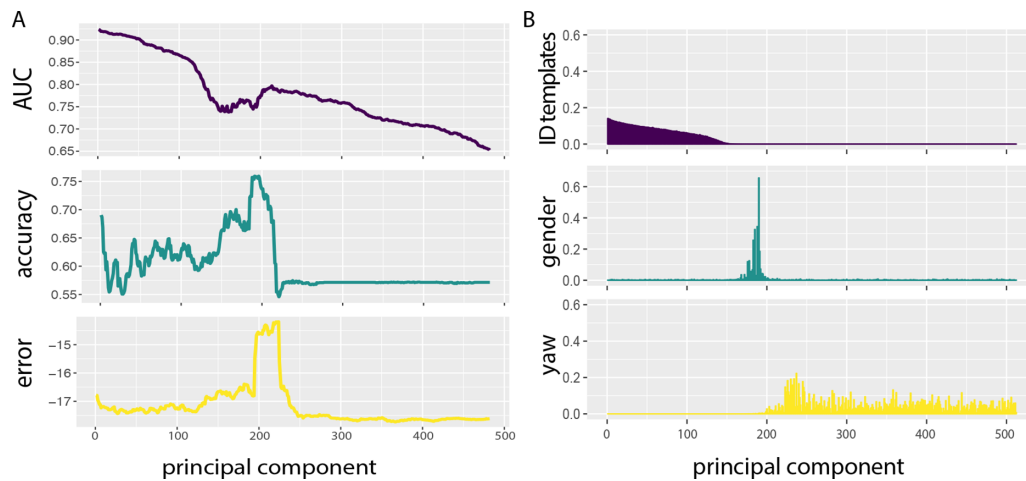 A
AUC
0.90
0.85
0.80
0.75
0.70
0.65
accuracy
0.75
0.70
0.65
0.60
0.55
error
−15
−16
−17
0 100 200 300 400 500
principal component
B
ID templates
0.6
0.4
0.2
0.0
gender
0.6
0.4
0.2
0.0
yaw
0.6
0.4
0.2
0.0
0 100 200 300 400 500
principal component